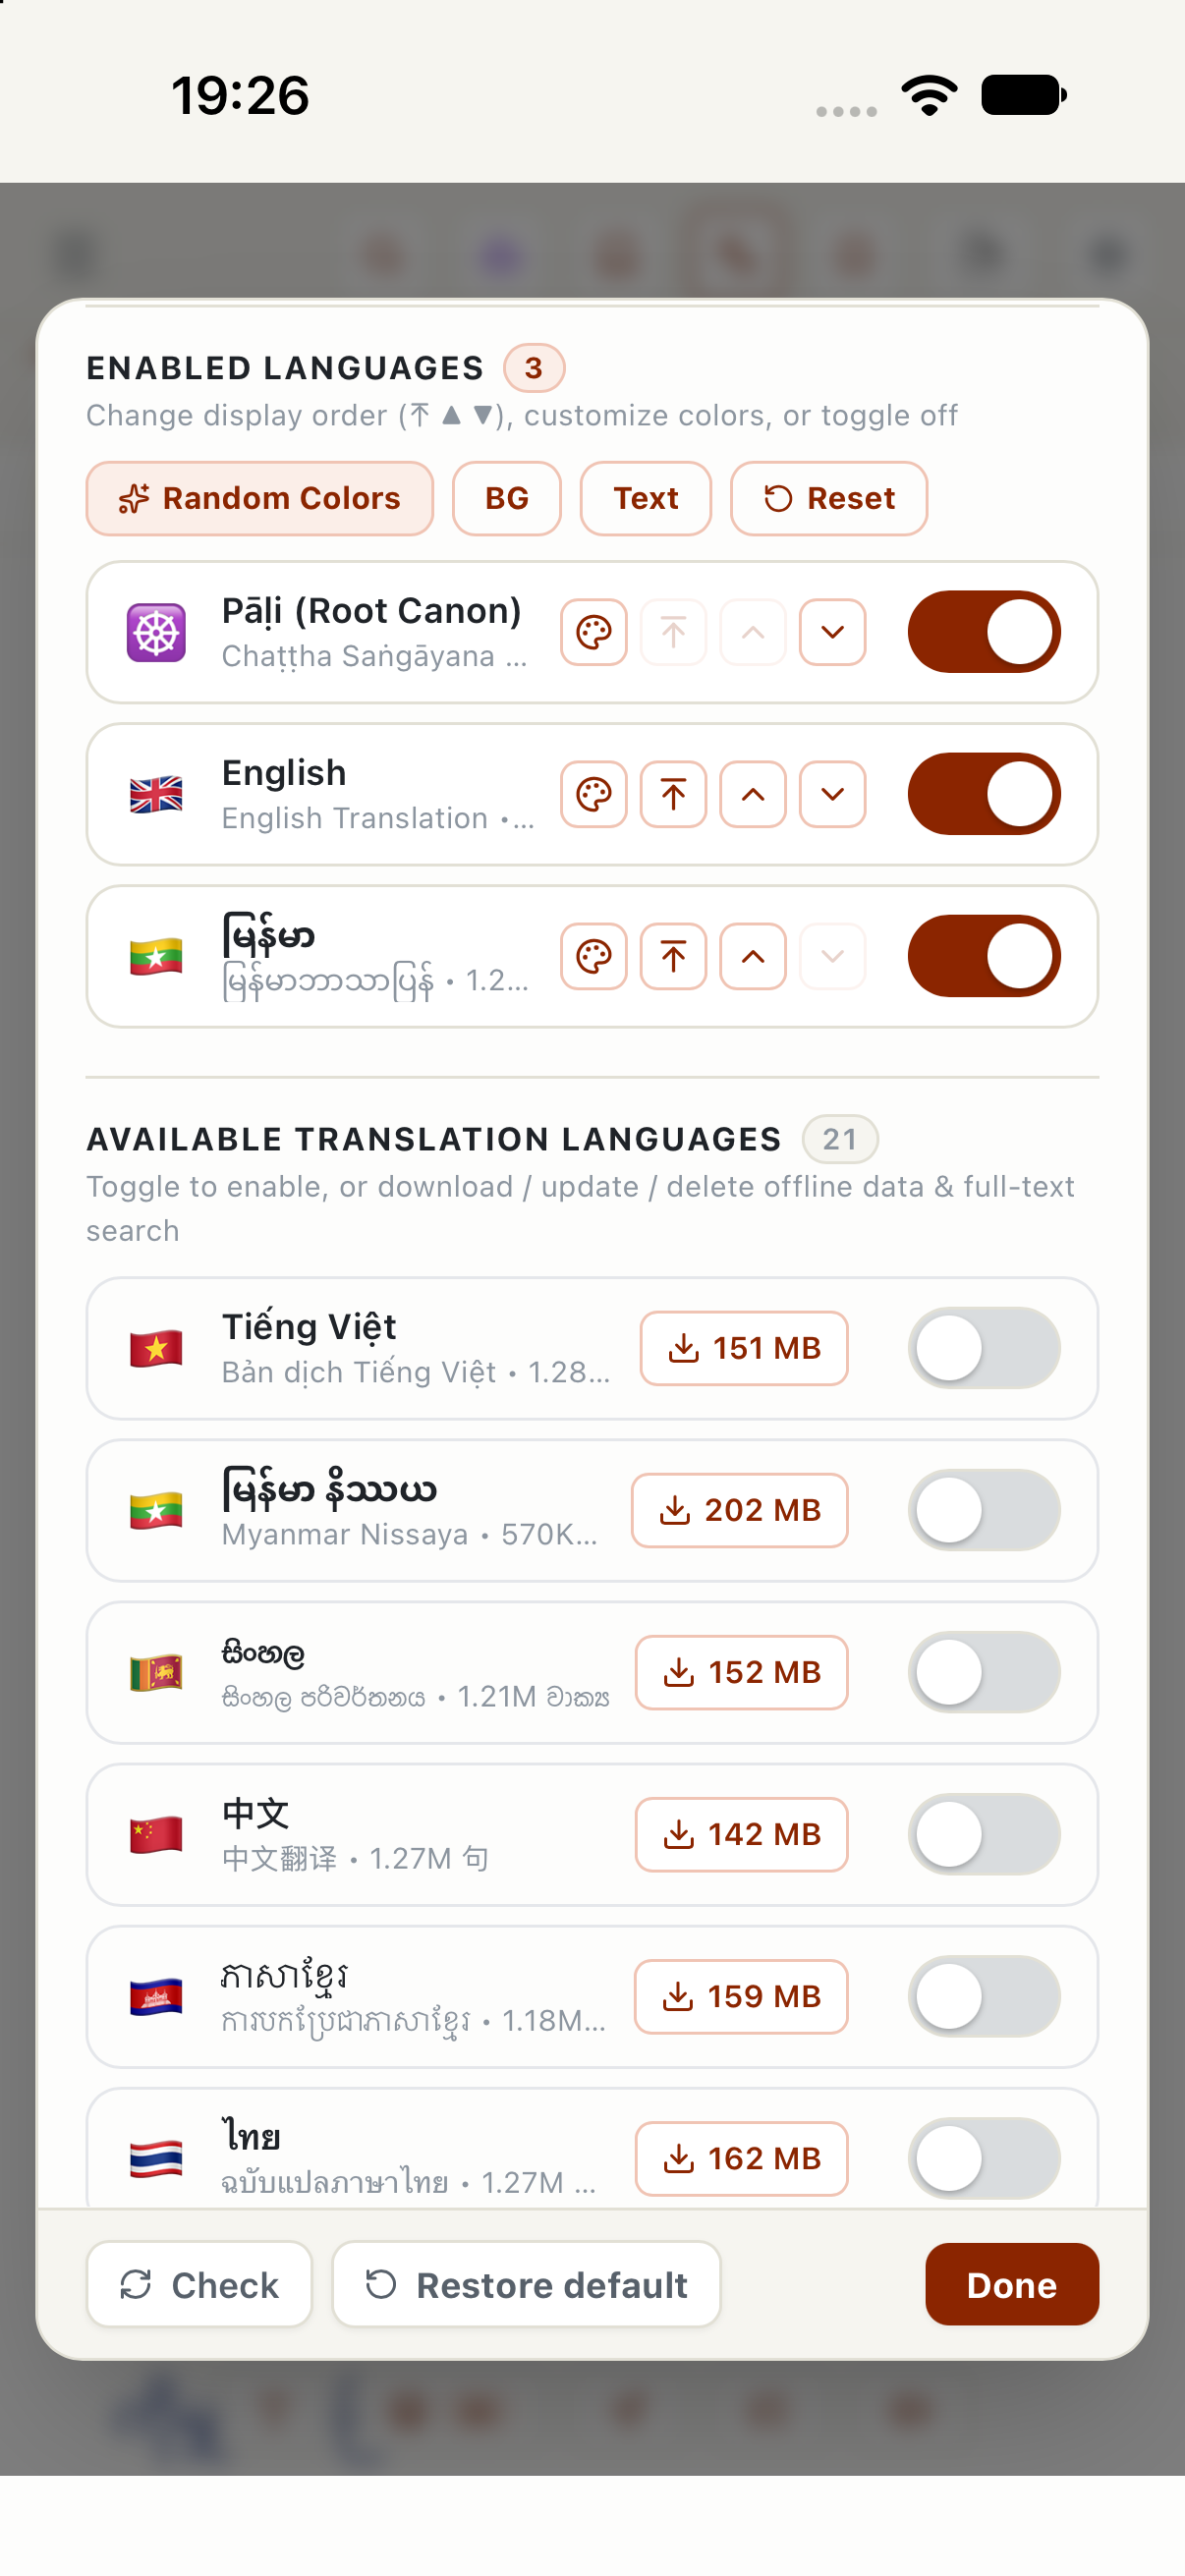 19:26
ENABLED LANGUAGES 3
Change display order (⤒ ▲ ▼), customize colors, or toggle off
Random Colors BG Text Reset
Pāḷi (Root Canon)
Chaṭṭha Saṅgāyana ...
English
English Translation •...
မြန်မာ
မြန်မာဘာသာပြန် • 1.2...
AVAILABLE TRANSLATION LANGUAGES 21
Toggle to enable, or download / update / delete offline data & full-text
search
Tiếng Việt
Bản dịch Tiếng Việt • 1.28...
151 MB
မြန်မာ နိဿယ
Myanmar Nissaya • 570K...
202 MB
සිංහල
සිංහල පරිවර්තනය • 1.21M වාක්‍ය
152 MB
中文
中文翻译 • 1.27M 句
142 MB
ភាសាខ្មែរ
ការបកប្រែជាភាសាខ្មែរ • 1.18M...
159 MB
ไทย
ฉบับแปลภาษาไทย • 1.27M ...
162 MB
Check Restore default Done